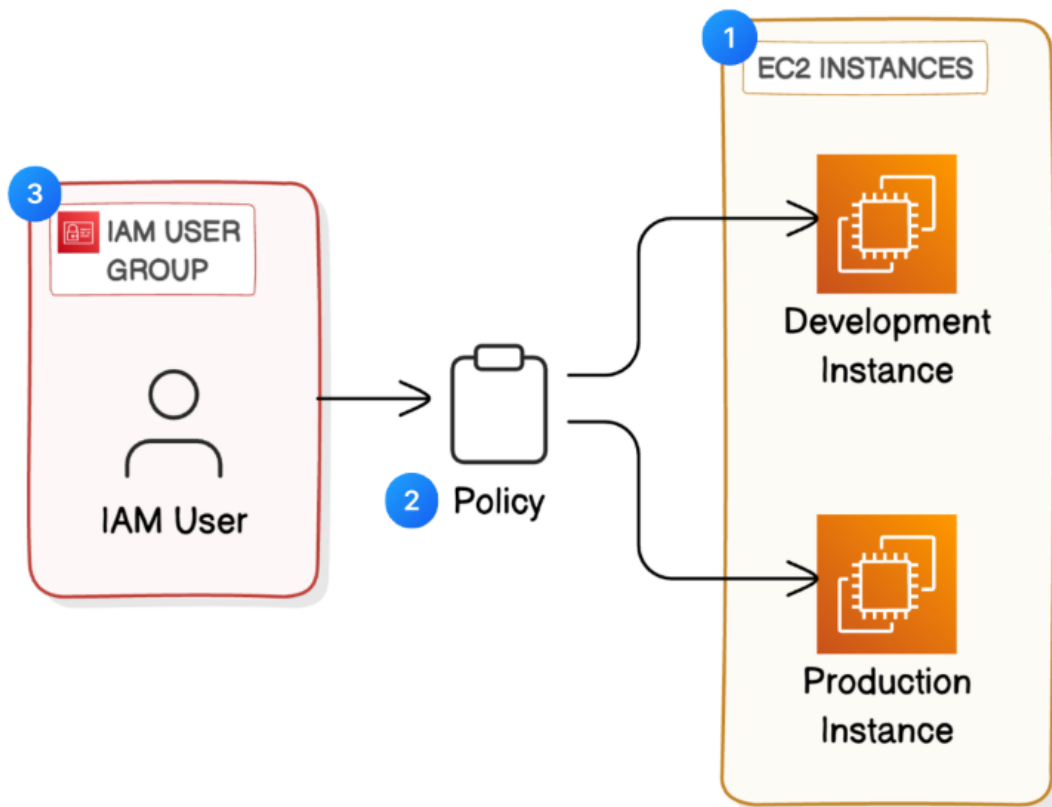 1
EC2 INSTANCES
3
IAM USER
GROUP
Development
Instance
2
Policy
IAM User
Production
Instance